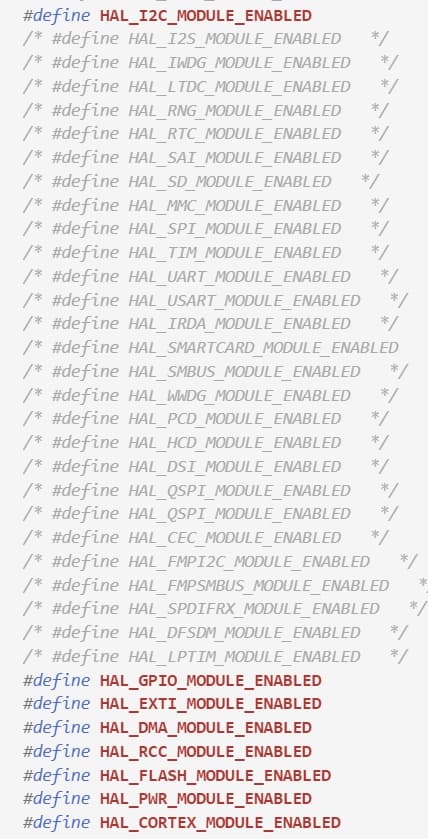 #define HAL_I2C_MODULE_ENABLED
/* #define HAL_I2S_MODULE_ENABLED   */
/* #define HAL_IWDG_MODULE_ENABLED   */
/* #define HAL_LTDC_MODULE_ENABLED   */
/* #define HAL_RNG_MODULE_ENABLED   */
/* #define HAL_RTC_MODULE_ENABLED   */
/* #define HAL_SAI_MODULE_ENABLED   */
/* #define HAL_SD_MODULE_ENABLED   */
/* #define HAL_MMC_MODULE_ENABLED   */
/* #define HAL_SPI_MODULE_ENABLED   */
/* #define HAL_TIM_MODULE_ENABLED   */
/* #define HAL_UART_MODULE_ENABLED   */
/* #define HAL_USART_MODULE_ENABLED   */
/* #define HAL_IRDA_MODULE_ENABLED   */
/* #define HAL_SMARTCARD_MODULE_ENABLED
/* #define HAL_SMBUS_MODULE_ENABLED   */
/* #define HAL_WWDG_MODULE_ENABLED   */
/* #define HAL_PCD_MODULE_ENABLED   */
/* #define HAL_HCD_MODULE_ENABLED   */
/* #define HAL_DSI_MODULE_ENABLED   */
/* #define HAL_QSPI_MODULE_ENABLED   */
/* #define HAL_QSPI_MODULE_ENABLED   */
/* #define HAL_CEC_MODULE_ENABLED   */
/* #define HAL_FMPI2C_MODULE_ENABLED   */
/* #define HAL_FMPSMBUS_MODULE_ENABLED   */
/* #define HAL_SPDIFRX_MODULE_ENABLED   */
/* #define HAL_DFSDM_MODULE_ENABLED   */
/* #define HAL_LPTIM_MODULE_ENABLED   */
#define HAL_GPIO_MODULE_ENABLED
#define HAL_EXTI_MODULE_ENABLED
#define HAL_DMA_MODULE_ENABLED
#define HAL_RCC_MODULE_ENABLED
#define HAL_FLASH_MODULE_ENABLED
#define HAL_PWR_MODULE_ENABLED
#define HAL_CORTEX_MODULE_ENABLED